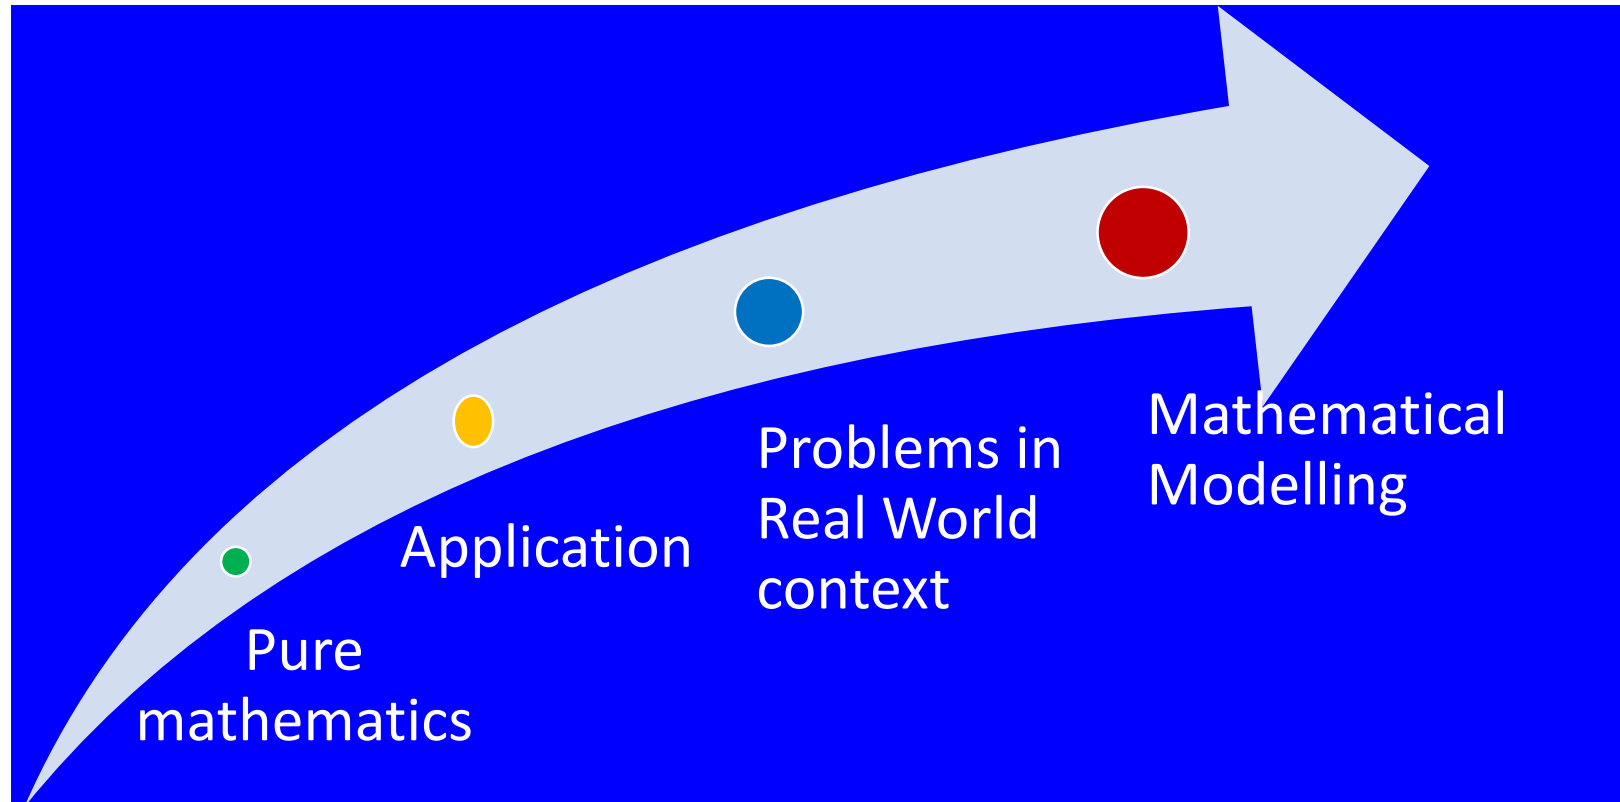 Pure
mathematics
Application
Problems in
Real World
context
Mathematical
Modelling